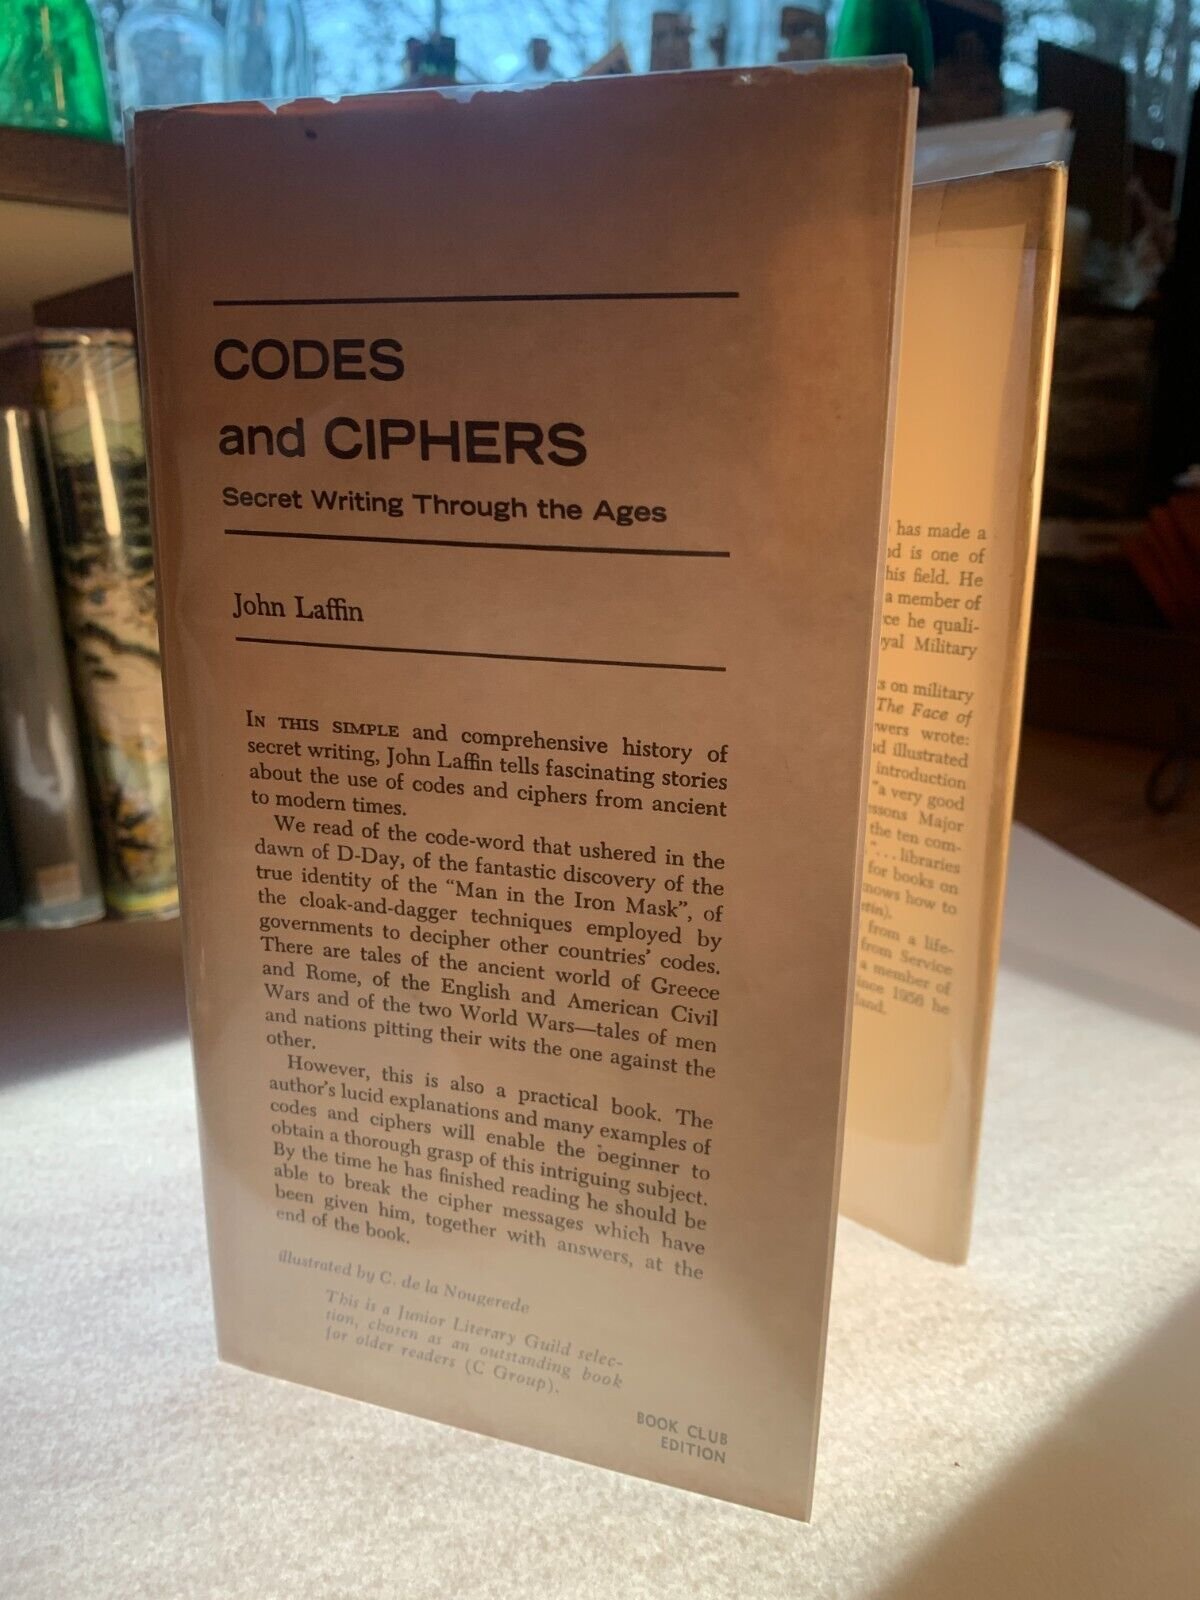 CODES
and CIPHERS
Secret Writing Through the Ages
John Laffin
IN THIS SIMPLE and comprehensive history of
secret writing, John Laffin tells fascinating stories
about the use of codes and ciphers from ancient
to modern times.
We read of the code-word that ushered in the
dawn of D-Day, of the fantastic discovery of the
true identity of the "Man in the Iron Mask", of
the cloak-and-dagger techniques employed by
governments to decipher other countries' codes.
There are tales of the ancient world of Greece
and Rome, of the English and American Civil
Wars and of the two World Wars—tales of men
and nations pitting their wits the one against the
other.
However, this is also a practical book. The
author's lucid explanations and many examples of
codes and ciphers will enable the beginner to
obtain a thorough grasp of this intriguing subject.
By the time he has finished reading he should be
able to break the cipher messages which have
been given him, together with answers, at the
end of the book.
illustrated by C. de la Nougerede
This is a Junior Literary Guild selec-
tion, chosen as an outstanding book
for older readers (C Group).
BOOK CLUB
EDITION
has made a
is one of
field. He
a member of
he quali-
Military
on military
The Face of
wrote:
illustrated
introduction
"a very good
Major
the ten com-
"... libraries
for books on
how to
from a life-
from Service
a member of
1956 he